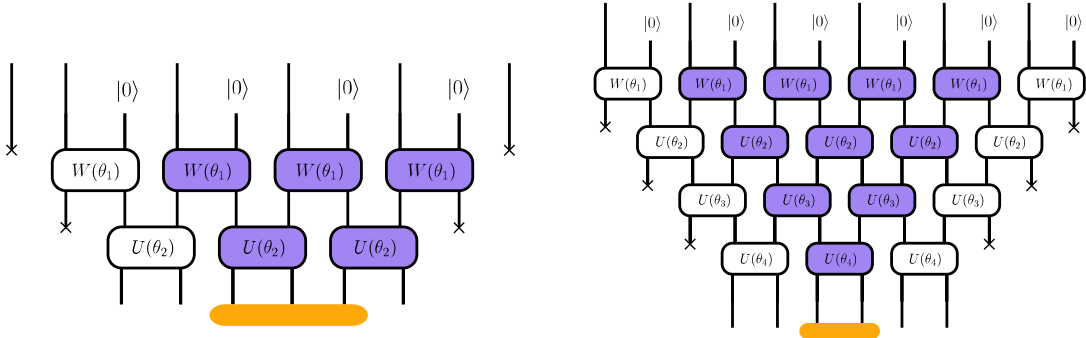 |0⟩ |0⟩ |0⟩ |0⟩
W(θ₁) W(θ₁) W(θ₁) W(θ₁)
U(θ₂) U(θ₂) U(θ₂)
|0⟩ |0⟩ |0⟩ |0⟩ |0⟩ |0⟩
W(θ₁) W(θ₁) W(θ₁) W(θ₁) W(θ₁) W(θ₁)
U(θ₂) U(θ₂) U(θ₂) U(θ₂) U(θ₂)
U(θ₃) U(θ₃) U(θ₃) U(θ₃)
U(θ₄) U(θ₄) U(θ₄)